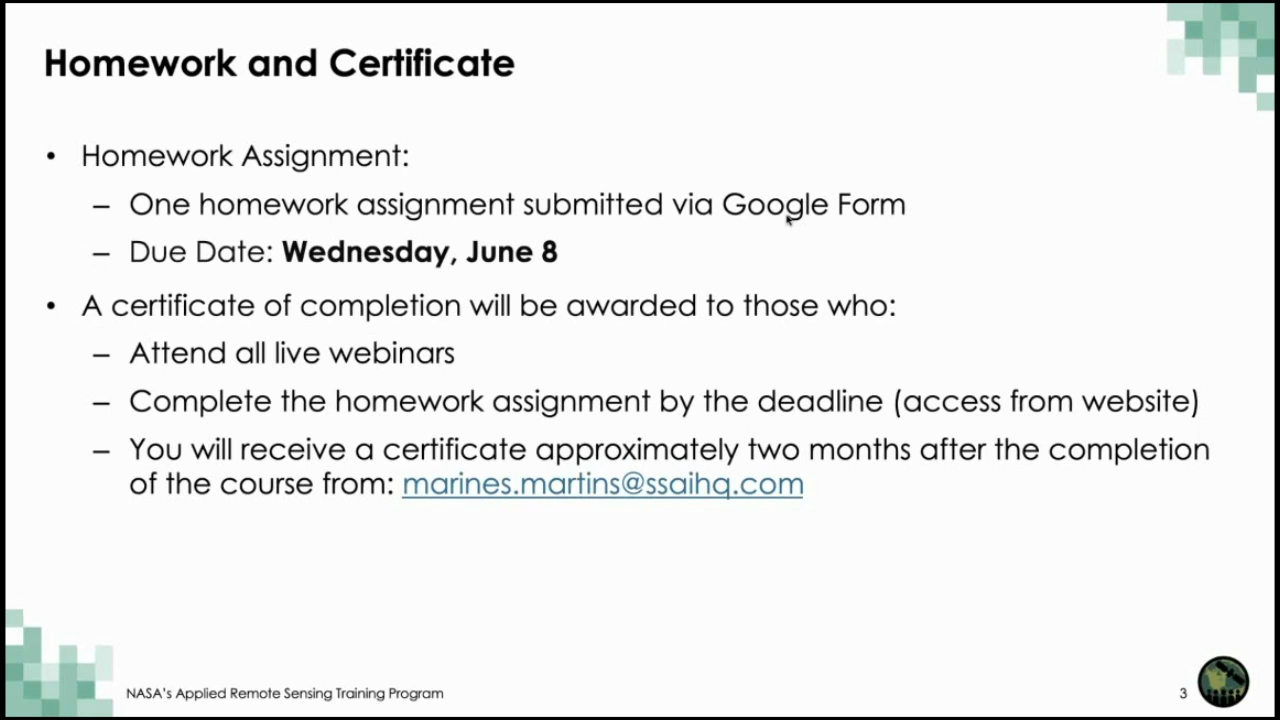 Homework and Certificate
• Homework Assignment:
– One homework assignment submitted via Google Form
– Due Date: Wednesday, June 8
• A certificate of completion will be awarded to those who:
– Attend all live webinars
– Complete the homework assignment by the deadline (access from website)
– You will receive a certificate approximately two months after the completion
of the course from: marines.martins@ssaihq.com
NASA's Applied Remote Sensing Training Program
3